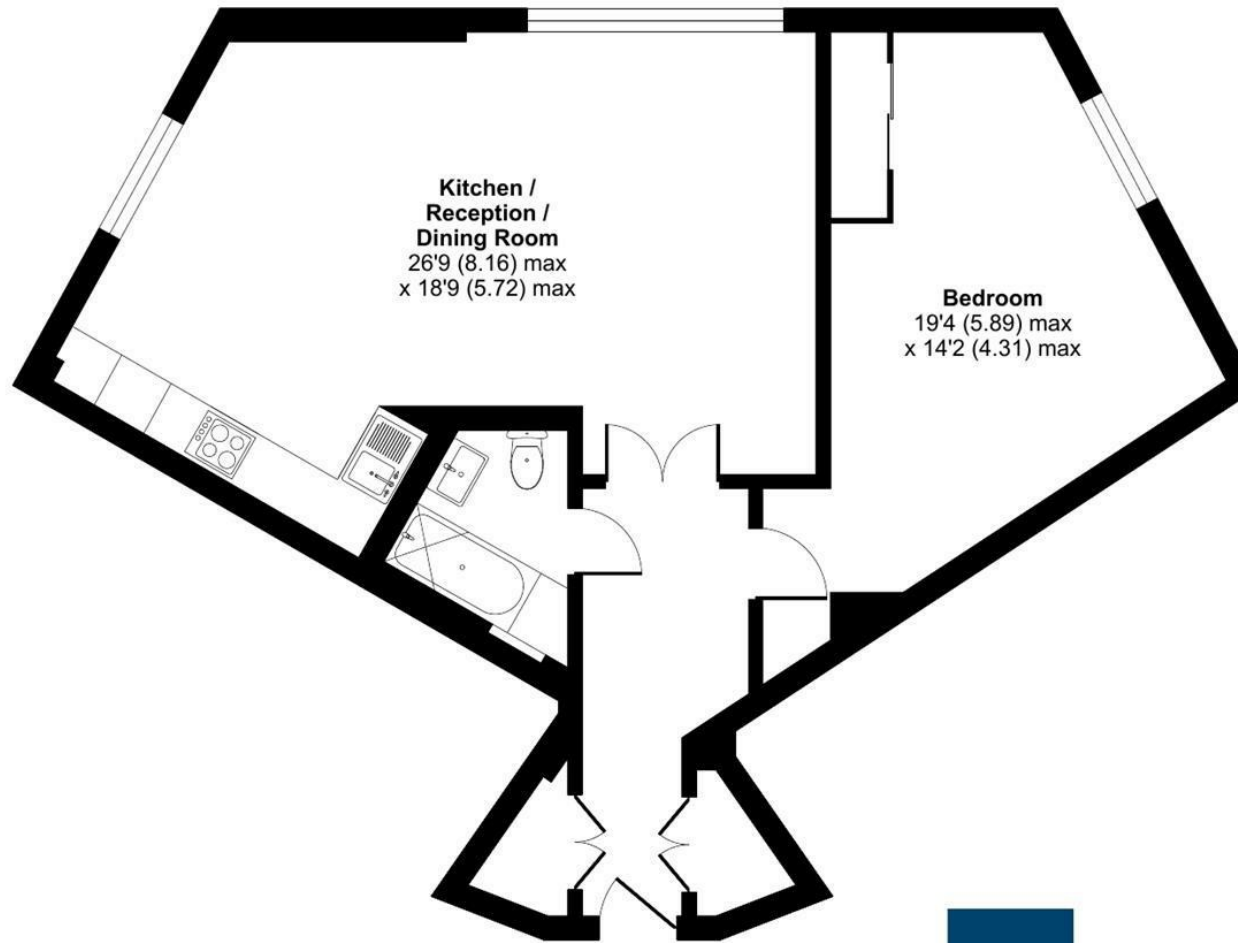 Kitchen /
Reception /
Dining Room
26'9 (8.16) max
x 18'9 (5.72) max
Bedroom
19'4 (5.89) max
x 14'2 (4.31) max